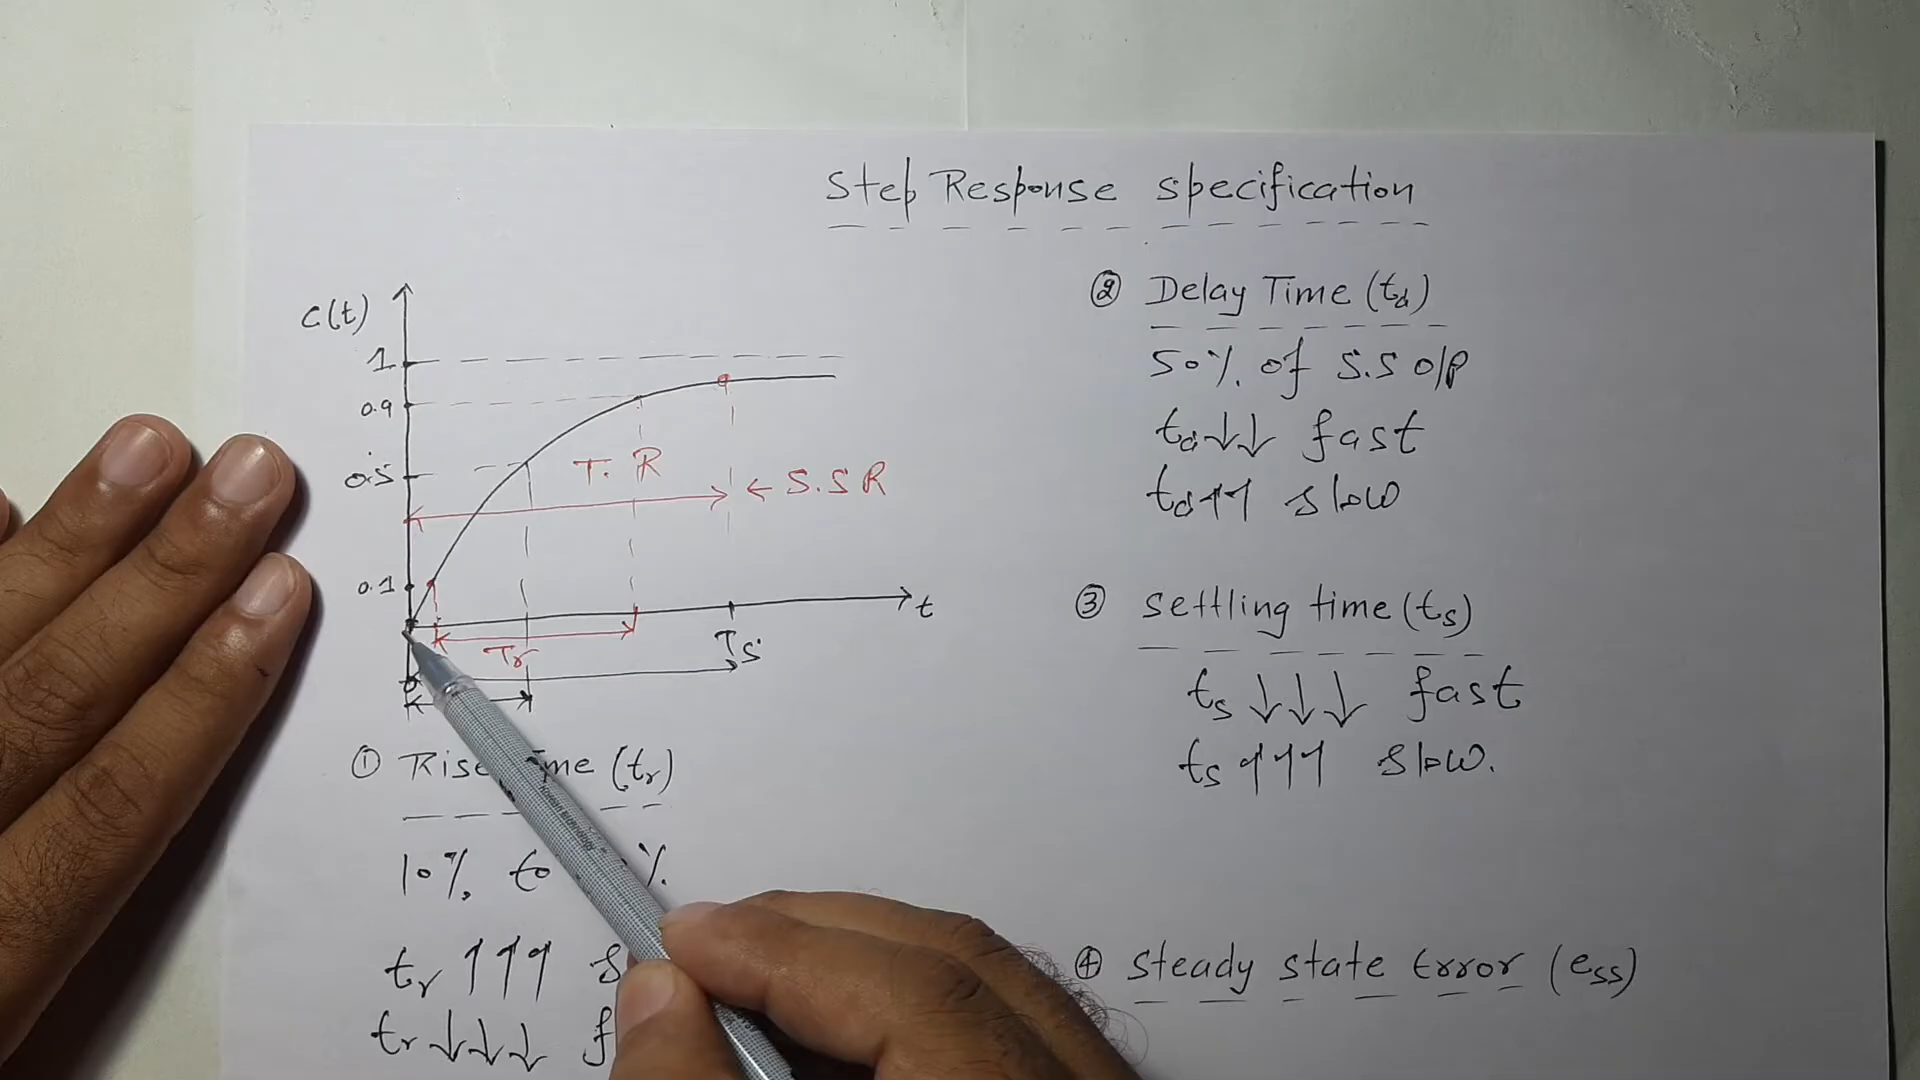 Step Response specification
c(t)
1
0.9
0.5
0.1
T. R
← S.S R
t
Tr
Ts
① Rise Time (tr)
10% to %
tr ↑↑↑ s
tr ↓↓↓ f
② Delay Time (td)
50% of S.S O/P
td ↓↓ fast
td ↑↑ slow
③ Settling time (ts)
ts ↓↓↓ fast
ts ↑↑↑ slow.
④ Steady state Error (ess)